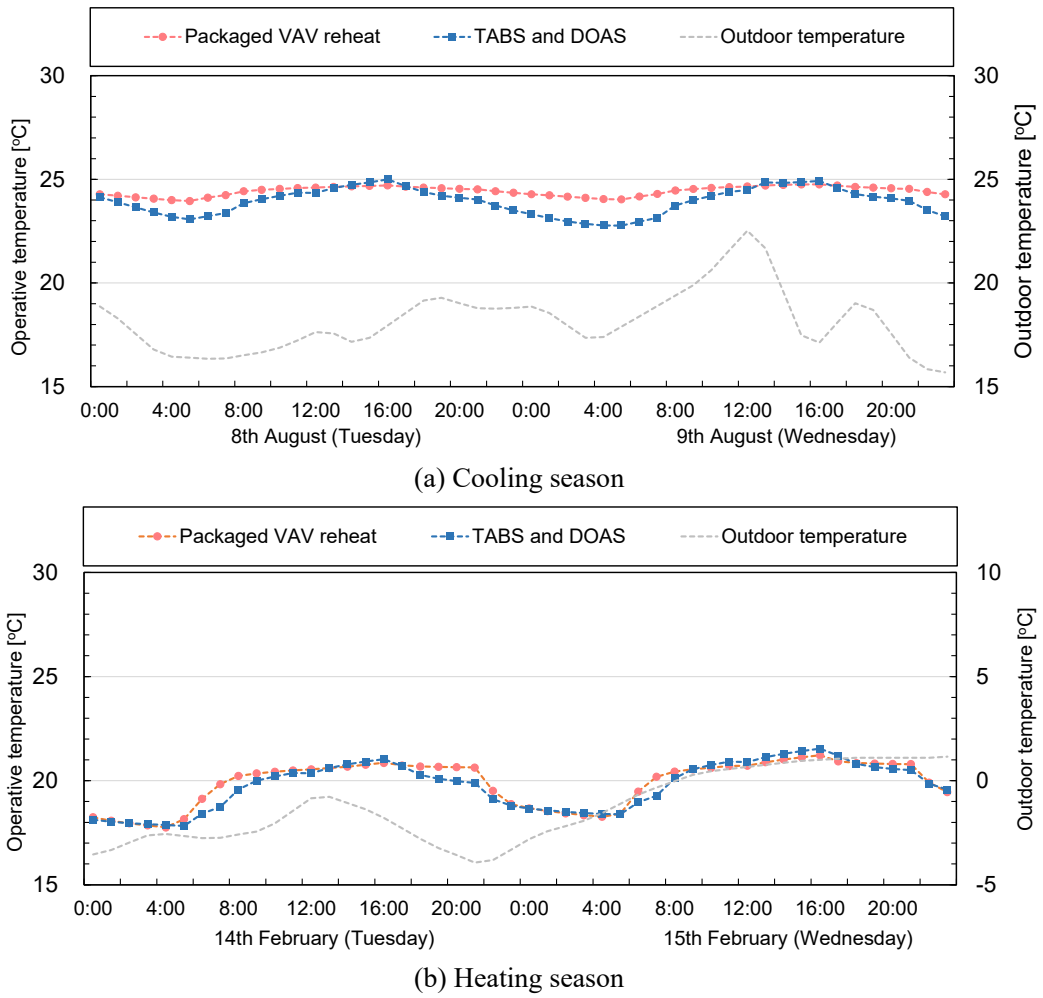 Packaged VAV reheat TABS and DOAS Outdoor temperature
30 30
25 25
20 20
15 15
Operative temperature [ºC]
Outdoor temperature [ºC]
0:00 4:00 8:00 12:00 16:00 20:00 0:00 4:00 8:00 12:00 16:00 20:00
8th August (Tuesday) 9th August (Wednesday)
(a) Cooling season
Packaged VAV reheat TABS and DOAS Outdoor temperature
30 10
25 5
20 0
15 -5
Operative temperature [ºC]
Outdoor temperature [ºC]
0:00 4:00 8:00 12:00 16:00 20:00 0:00 4:00 8:00 12:00 16:00 20:00
14th February (Tuesday) 15th February (Wednesday)
(b) Heating season